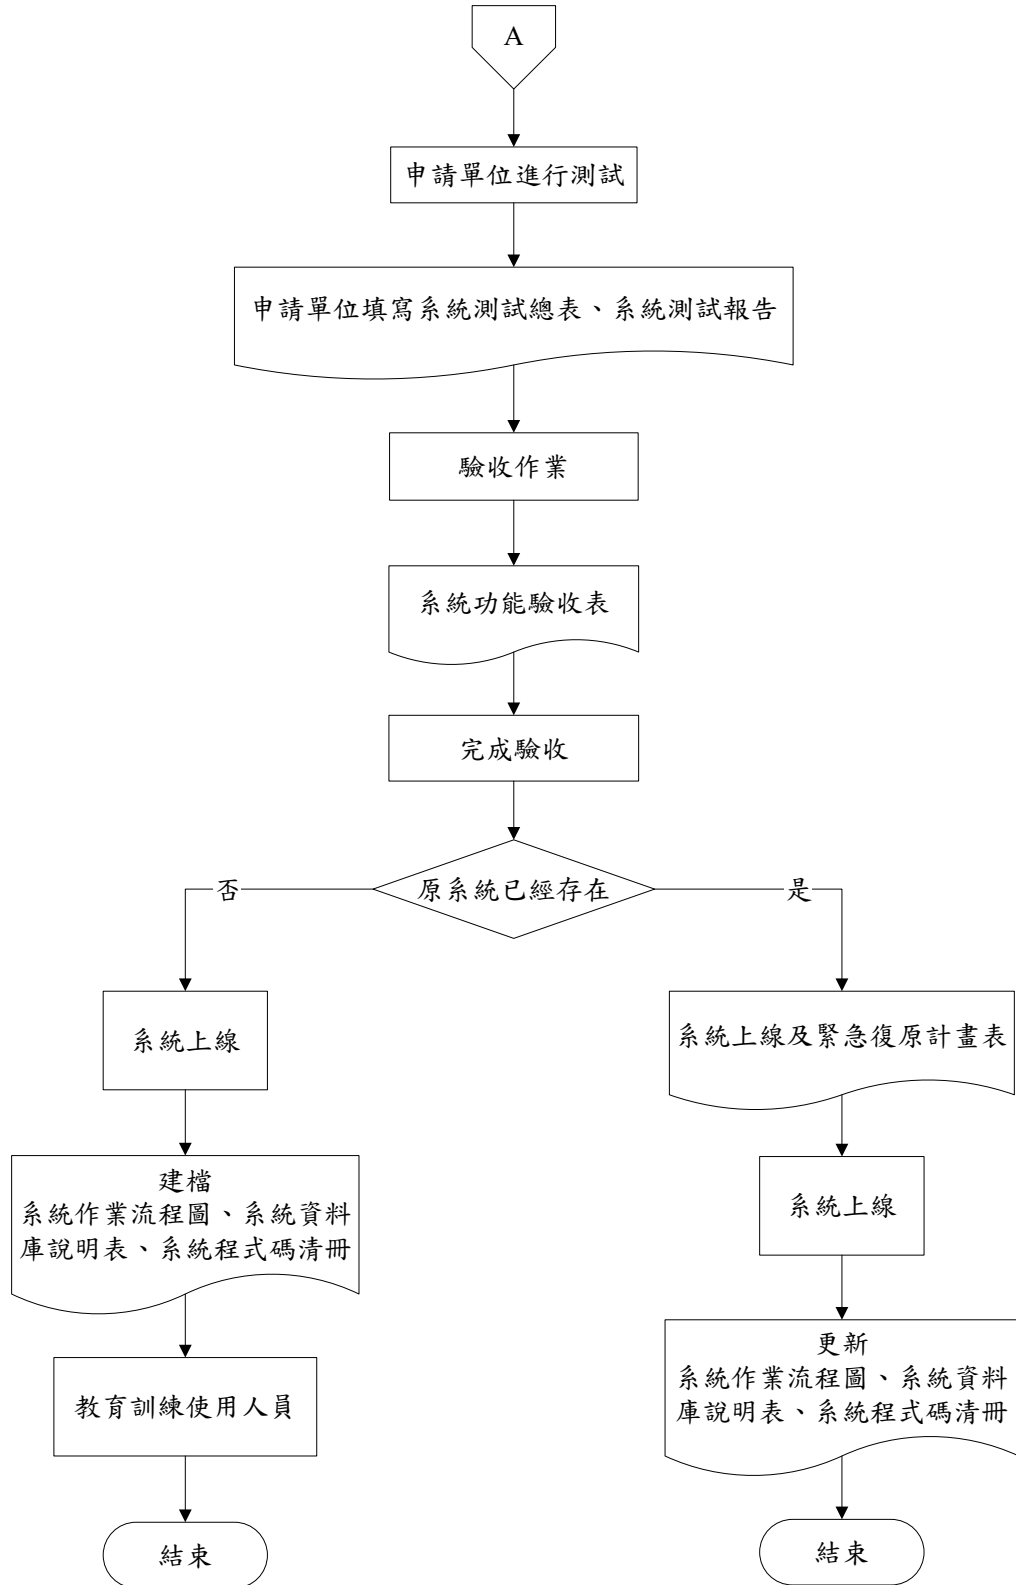 A
申請單位進行測試
申請單位填寫系統測試總表、系統測試報告
驗收作業
系統功能驗收表
完成驗收
原系統已經存在
否
是
系統上線
系統上線及緊急復原計畫表
建檔
系統作業流程圖、系統資料
庫說明表、系統程式碼清冊
系統上線
教育訓練使用人員
更新
系統作業流程圖、系統資料
庫說明表、系統程式碼清冊
結束
結束